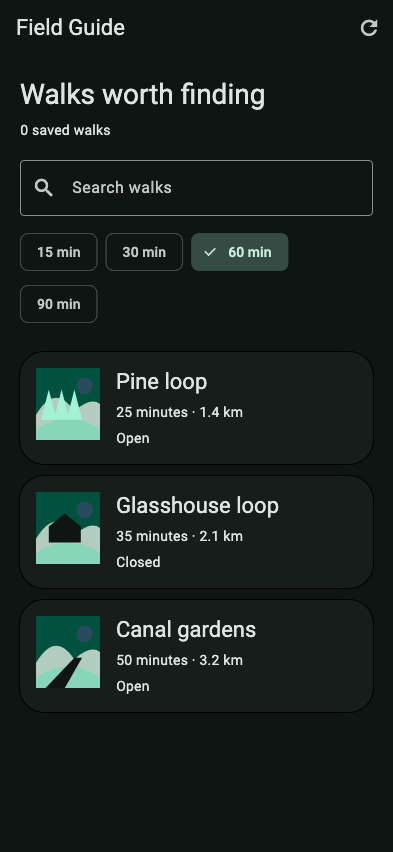 Field Guide
Walks worth finding
0 saved walks
Search walks
15 min
30 min
60 min
90 min
Pine loop
25 minutes · 1.4 km
Open
Glasshouse loop
35 minutes · 2.1 km
Closed
Canal gardens
50 minutes · 3.2 km
Open